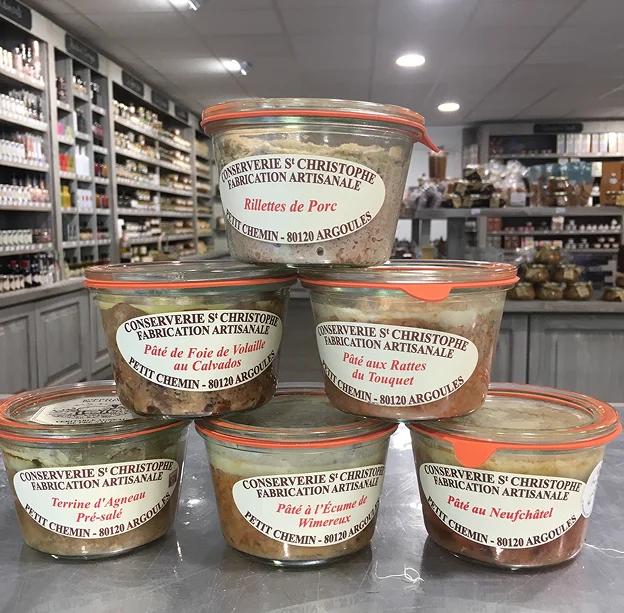 CONSERVERIE St CHRISTOPHE
FABRICATION ARTISANALE
Rillettes de Porc
PETIT CHEMIN - 80120 ARGOULES
CONSERVERIE St CHRISTOPHE
FABRICATION ARTISANALE
Pâté de Foie de Volaille
au Calvados
PETIT CHEMIN - 80120 ARGOULES
CONSERVERIE St CHRISTOPHE
FABRICATION ARTISANALE
Pâté aux Rattes
du Touquet
PETIT CHEMIN - 80120 ARGOULES
CONSERVERIE St CHRISTOPHE
FABRICATION ARTISANALE
Terrine d'Agneau
Pré-salé
PETIT CHEMIN - 80120 ARGOULES
CONSERVERIE St CHRISTOPHE
FABRICATION ARTISANALE
Pâté à l'Écume de
Wimereux
PETIT CHEMIN - 80120 ARGOULES
CONSERVERIE St CHRISTOPHE
FABRICATION ARTISANALE
Pâté au Neufchâtel
PETIT CHEMIN - 80120 ARGOULES